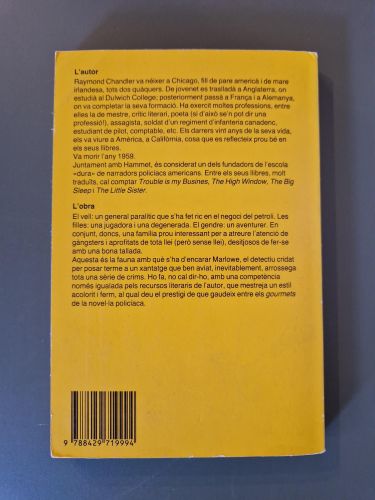 L'autor
Raymond Chandler va néixer a Chicago, fill de pare americà i de mare
irlandesa, tots dos quàquers. De jovenet es traslladà a Anglaterra, on
estudià al Dulwich College; posteriorment passà a França i a Alemanya,
on va completar la seva formació. Ha exercit moltes professions, entre
elles la de mestre, crític literari, poeta (si d'això se'n pot dir una
professió!), assagista, soldat d'un regiment d'infanteria canadenc,
estudiant de pilot, comptable, etc. Els darrers vint anys de la seva vida,
els va viure a Amèrica, a Califòrnia, cosa que es reflecteix prou bé en
els seus llibres.
Va morir l'any 1959.
Juntament amb Hammet, és considerat un dels fundadors de l'escola
«dura» de narradors policíacs americans. Entre els seus llibres, molt
traduïts, cal comptar Trouble is my Busines, The High Window, The Big
Sleep i The Little Sister.
L'obra
El vell: un general paralític que s'ha fet ric en el negoci del petroli. Les
filles: una jugadora i una degenerada. El gendre: un aventurer. En
conjunt, doncs, una família prou interessant per a atreure l'atenció de
gàngsters i aprofitats de tota llei (però sense llei), desitjosos de fer-se
amb una bona tallada.
Aquesta és la fauna amb què s'ha d'encarar Marlowe, el detectiu cridat
per posar terme a un xantatge que ben aviat, inevitablement, arrossega
tota una sèrie de crims. Ho fa, no cal dir-ho, amb una competència
només igualada pels recursos literaris de l'autor, que mestreja un estil
acolorit i ferm, al qual deu el prestigi de què gaudeix entre els gourmets
de la novel·la policíaca.
9 788429 719994